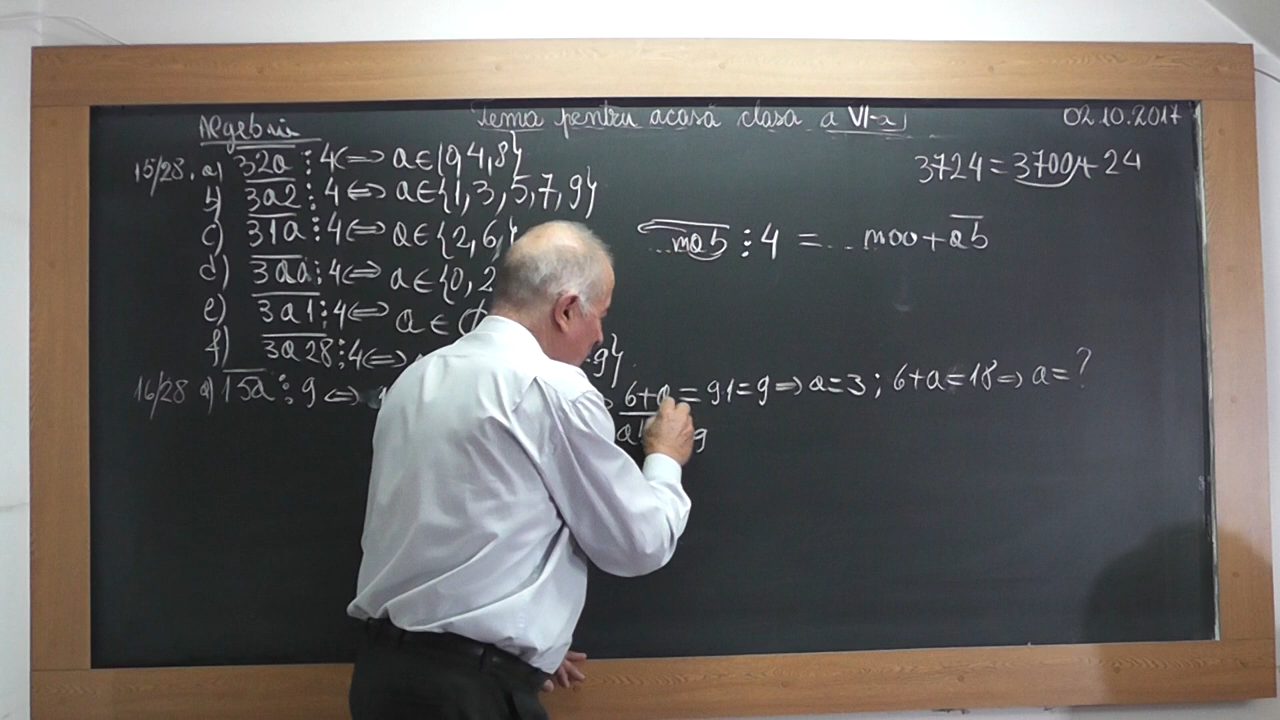 Algebră
Tema pentru acasă clasa a VI-a
02.10.2017
15/28. a) 32a ⋮ 4 <=> a∈{0,4,8}
b) 3a2 ⋮ 4 <=> a∈{1,3,5,7,9}
c) 31a ⋮ 4 <=> a∈{2,6}
d) 3aa ⋮ 4 <=> a∈{0,2
e) 3a1 ⋮ 4 <=> a∈ϕ
f) 3a28 ⋮ 4 <=> 9}.
16/28 a) 15a ⋮ 9 <=> 6+a=9·1=9 => a=3; 6+a=18 => a=?
9
3724=3700+24
...mab ⋮ 4 = ...m00+ab